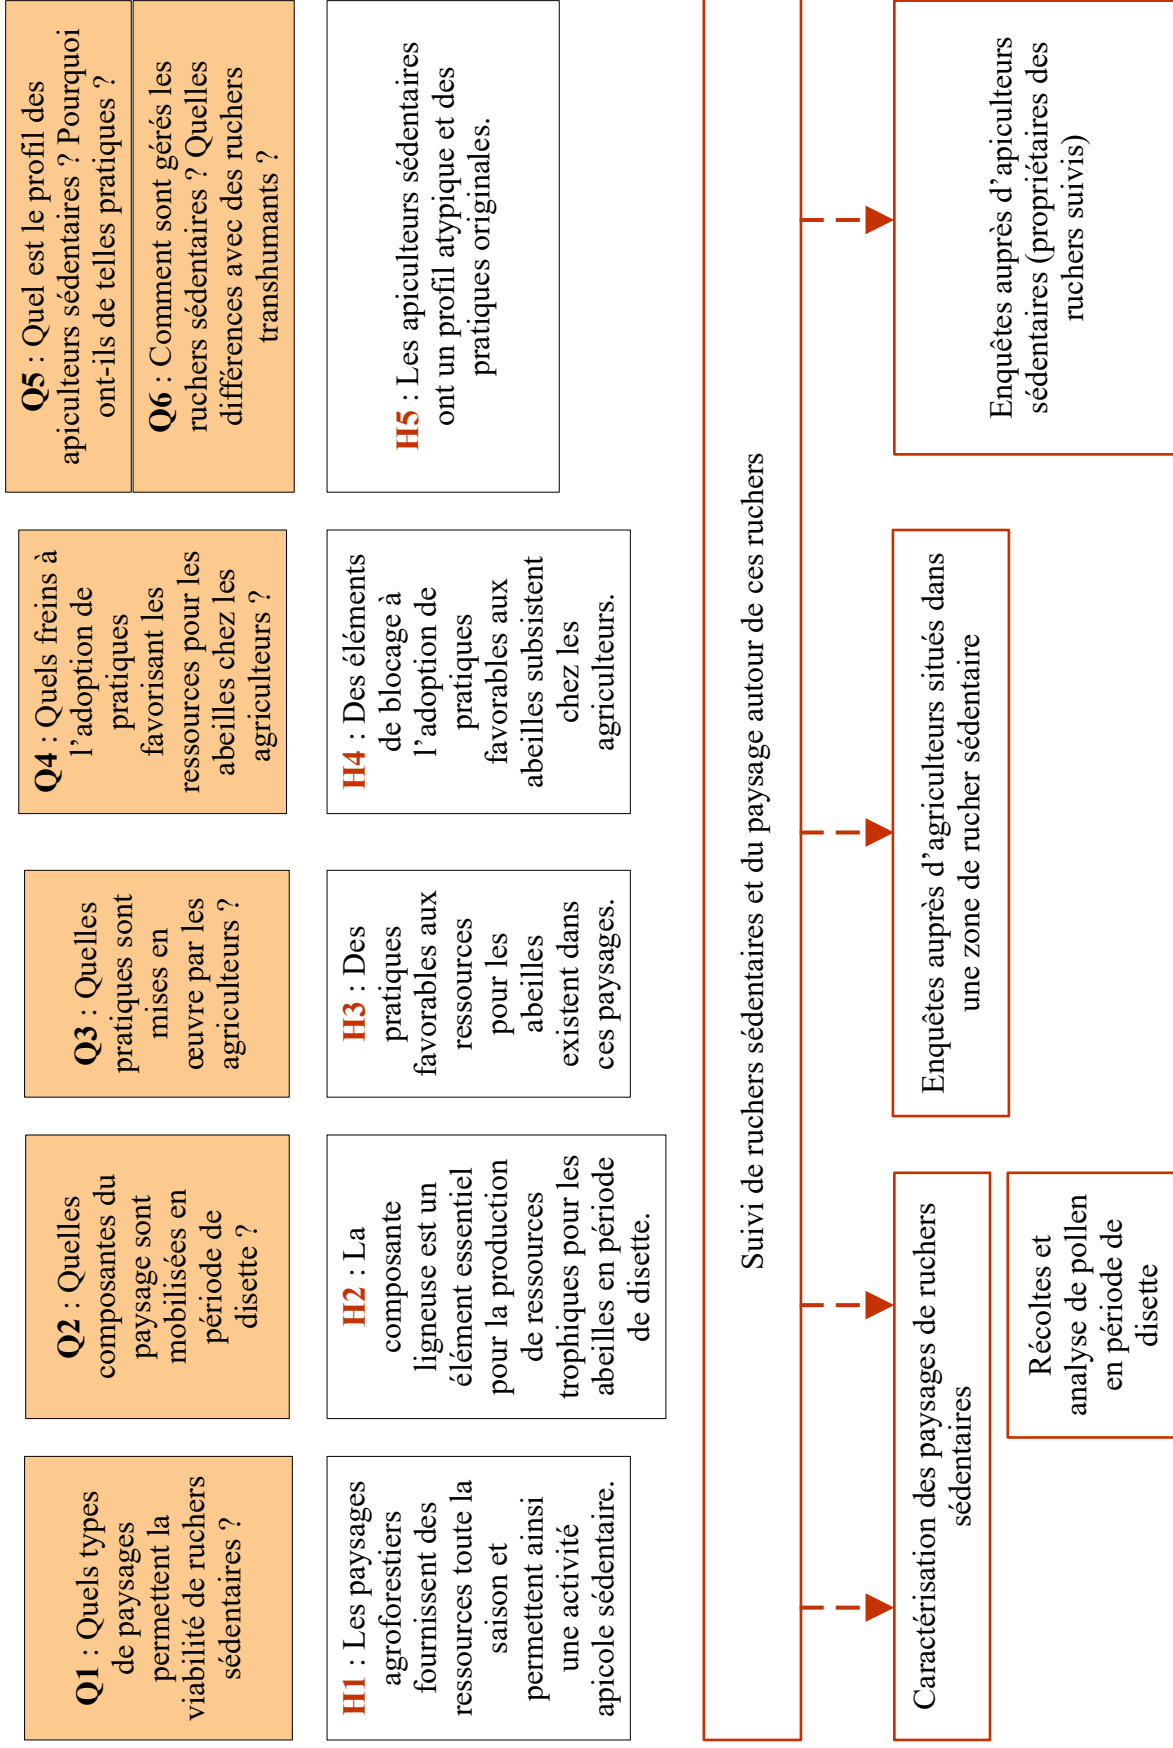 Q1 : Quels types
de paysages
permettent la
viabilité de ruchers
sédentaires ?
Q2 : Quelles
composantes du
paysage sont
mobilisées en
période de
disette ?
Q3 : Quelles
pratiques sont
mises en
œuvre par les
agriculteurs ?
Q4 : Quels freins à
l’adoption de
pratiques
favorisant les
ressources pour les
abeilles chez les
agriculteurs ?
Q5 : Quel est le profil des
apiculteurs sédentaires ? Pourquoi
ont-ils de telles pratiques ?
Q6 : Comment sont gérés les
ruchers sédentaires ? Quelles
différences avec des ruchers
transhumants ?
H1 : Les paysages
agroforestiers
fournissent des
ressources toute la
saison et
permettent ainsi
une activité
apicole sédentaire.
H2 : La
composante
ligneuse est un
élément essentiel
pour la production
de ressources
trophiques pour les
abeilles en période
de disette.
H3 : Des
pratiques
favorables aux
ressources
pour les
abeilles
existent dans
ces paysages.
H4 : Des éléments
de blocage à
l’adoption de
pratiques
favorables aux
abeilles subsistent
chez les
agriculteurs.
H5 : Les apiculteurs sédentaires
ont un profil atypique et des
pratiques originales.
Suivi de ruchers sédentaires et du paysage autour de ces ruchers
Caractérisation des paysages de ruchers
sédentaires
Récoltes et
analyse de pollen
en période de
disette
Enquêtes auprès d’agriculteurs situés dans
une zone de rucher sédentaire
Enquêtes auprès d’apiculteurs
sédentaires (propriétaires des
ruchers suivis)